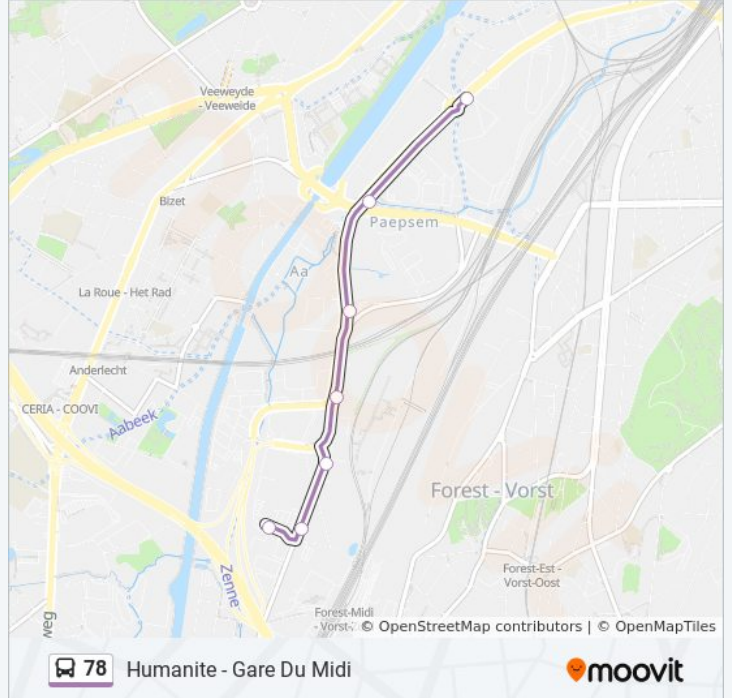 Veeweyde
- Veeweide
Bizet
Paepsem
Aa
La Roue - Het Rad
Anderlecht
CERIA - COOVI
Aabeek
Forest - Vorst
Zenne
Forest-Est -
Vorst-Oost
Forest-Midi
- Vorst-
weg
© OpenStreetMap contributors | © OpenMapTiles
78 Humanite - Gare Du Midi
moovit